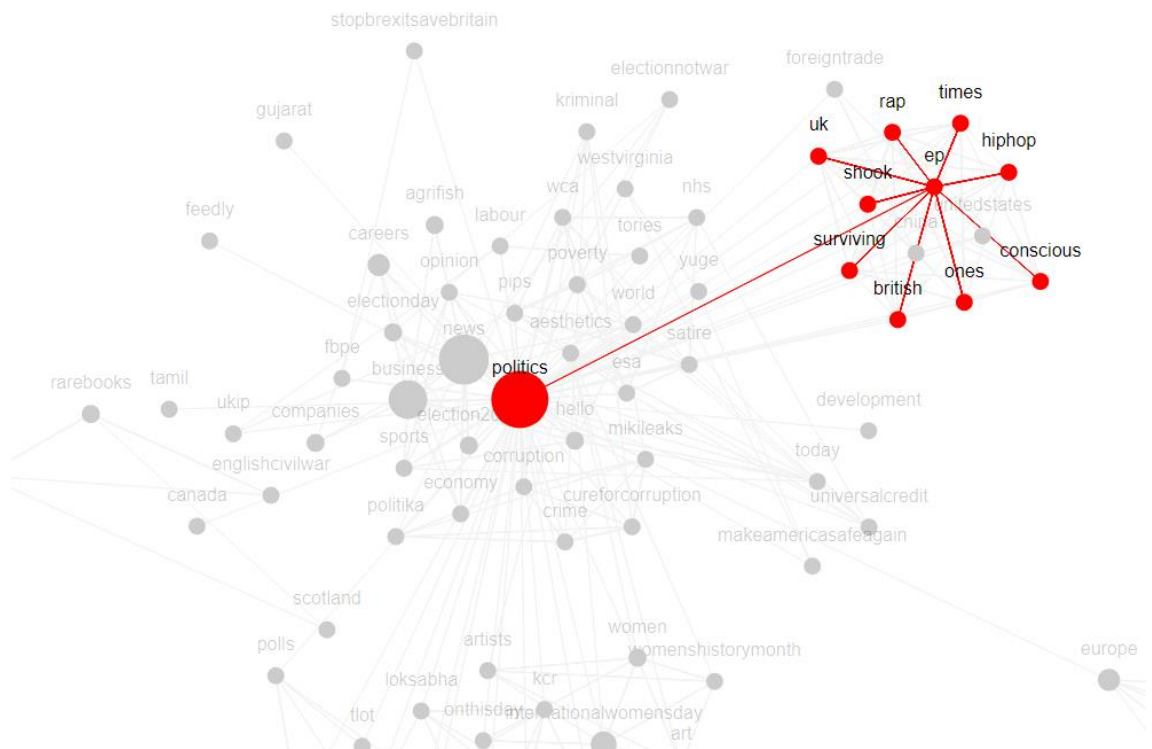 stopbrexitsavebritain
foreigntrade
electionnotwar
times
kriminal
rap
gujarat
uk
hiphop
westvirginia
ep
shook
agrifish
wca
nhs
feedly
labour
tories
careers
china
surviving
conscious
poverty
opinion
yuge
ones
british
pips
electionday
world
news
aesthetics
satire
fbpe
business
politics
esa
rarebooks
tamil
development
ukip
companies
hello
mikileaks
sports
today
englishcivilwar
corruption
economy
canada
cureforcorruption
universalcredit
politika
crime
makeamericasafeagain
scotland
women
polls
artists
womenshistorymonth
europe
loksabha
kcr
onthisday
internationalwomensday
tlot
art